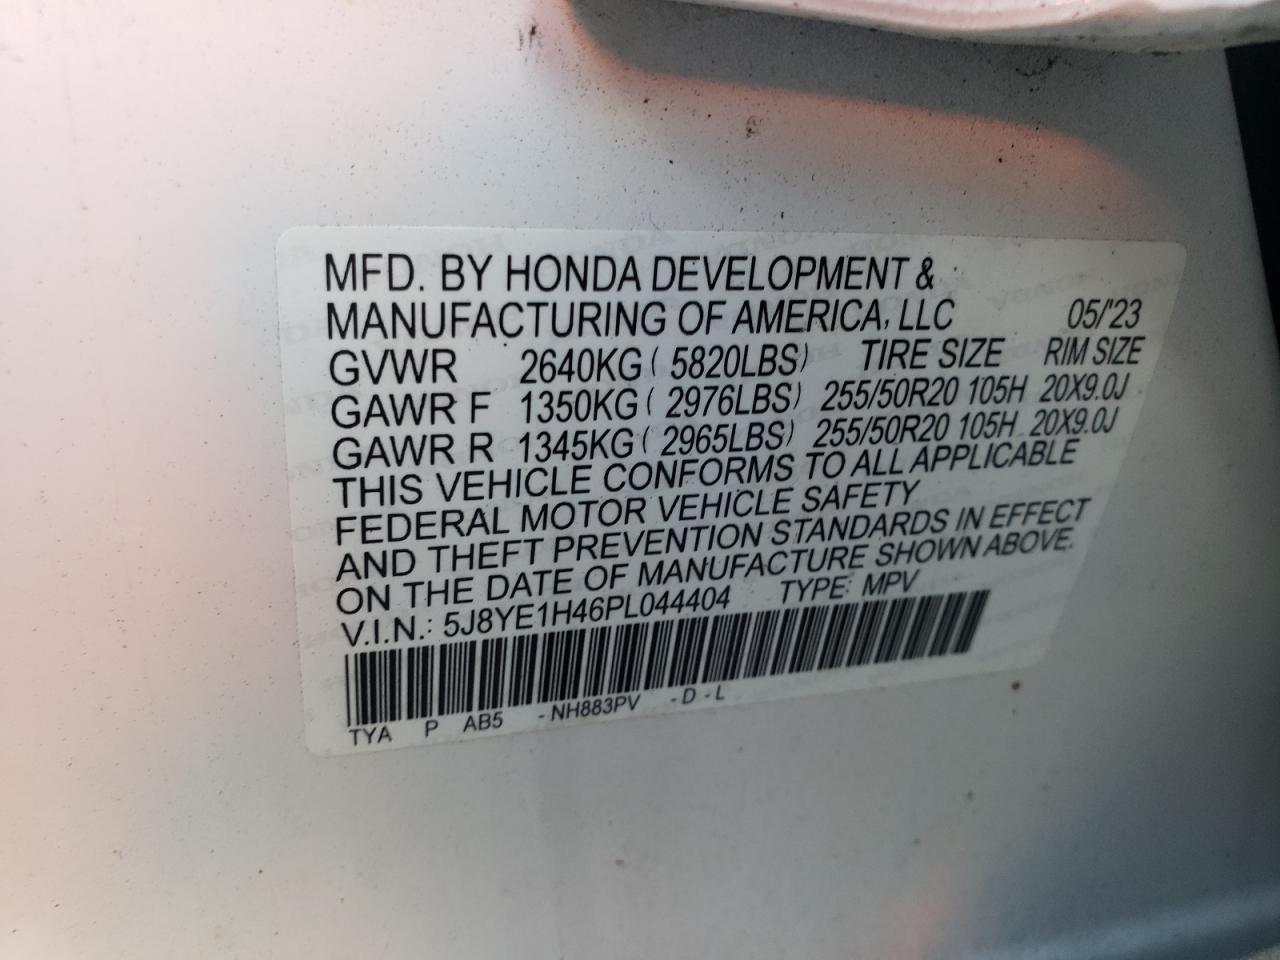 MFD. BY HONDA DEVELOPMENT &
MANUFACTURING OF AMERICA, LLC 05/'23
GVWR 2640KG ( 5820LBS) TIRE SIZE RIM SIZE
GAWR F 1350KG ( 2976LBS) 255/50R20 105H 20X9.0J
GAWR R 1345KG ( 2965LBS) 255/50R20 105H 20X9.0J
THIS VEHICLE CONFORMS TO ALL APPLICABLE
FEDERAL MOTOR VEHICLE SAFETY
AND THEFT PREVENTION STANDARDS IN EFFECT
ON THE DATE OF MANUFACTURE SHOWN ABOVE.
V.I.N.: 5J8YE1H46PL044404 TYPE: MPV
TYA P AB5 -NH883PV -D-L